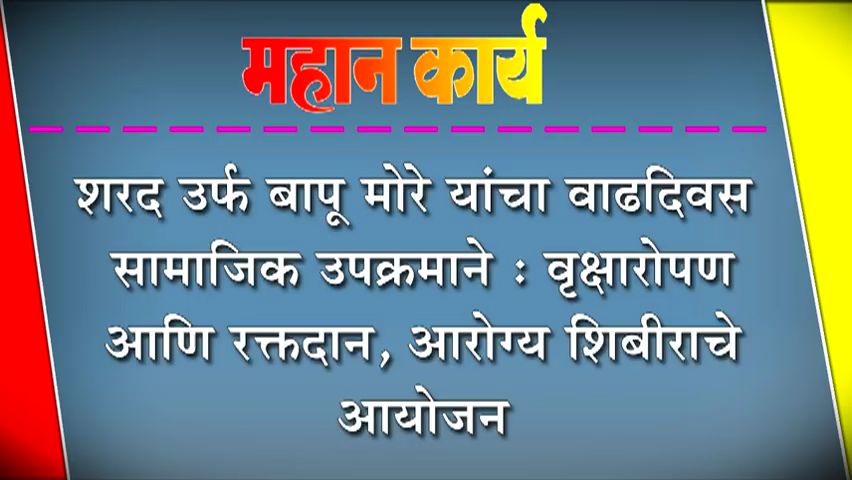 महान कार्य
शरद उर्फ बापू मोरे यांचा वाढदिवस
सामाजिक उपक्रमाने : वृक्षारोपण
आणि रक्तदान, आरोग्य शिबीराचे
आयोजन